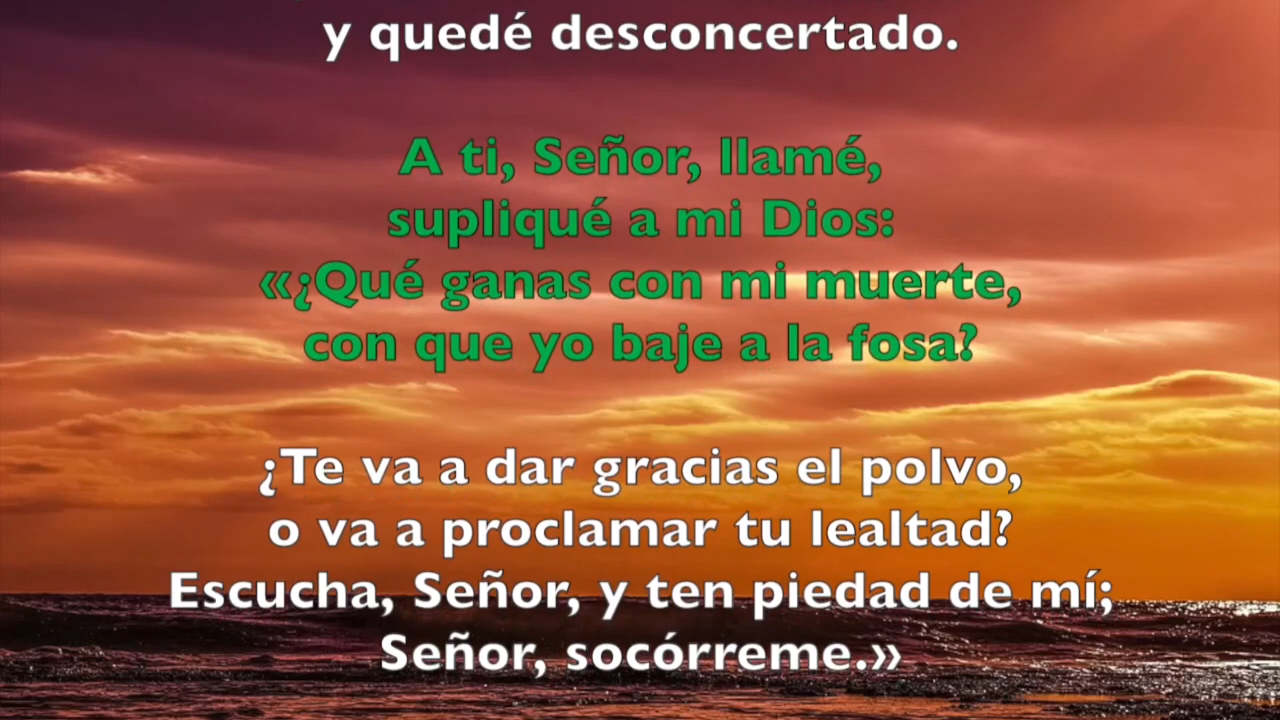 y quedé desconcertado.
A ti, Señor, llamé,
supliqué a mi Dios:
«¿Qué ganas con mi muerte,
con que yo baje a la fosa?
¿Te va a dar gracias el polvo,
o va a proclamar tu lealtad?
Escucha, Señor, y ten piedad de mí;
Señor, socórreme.»